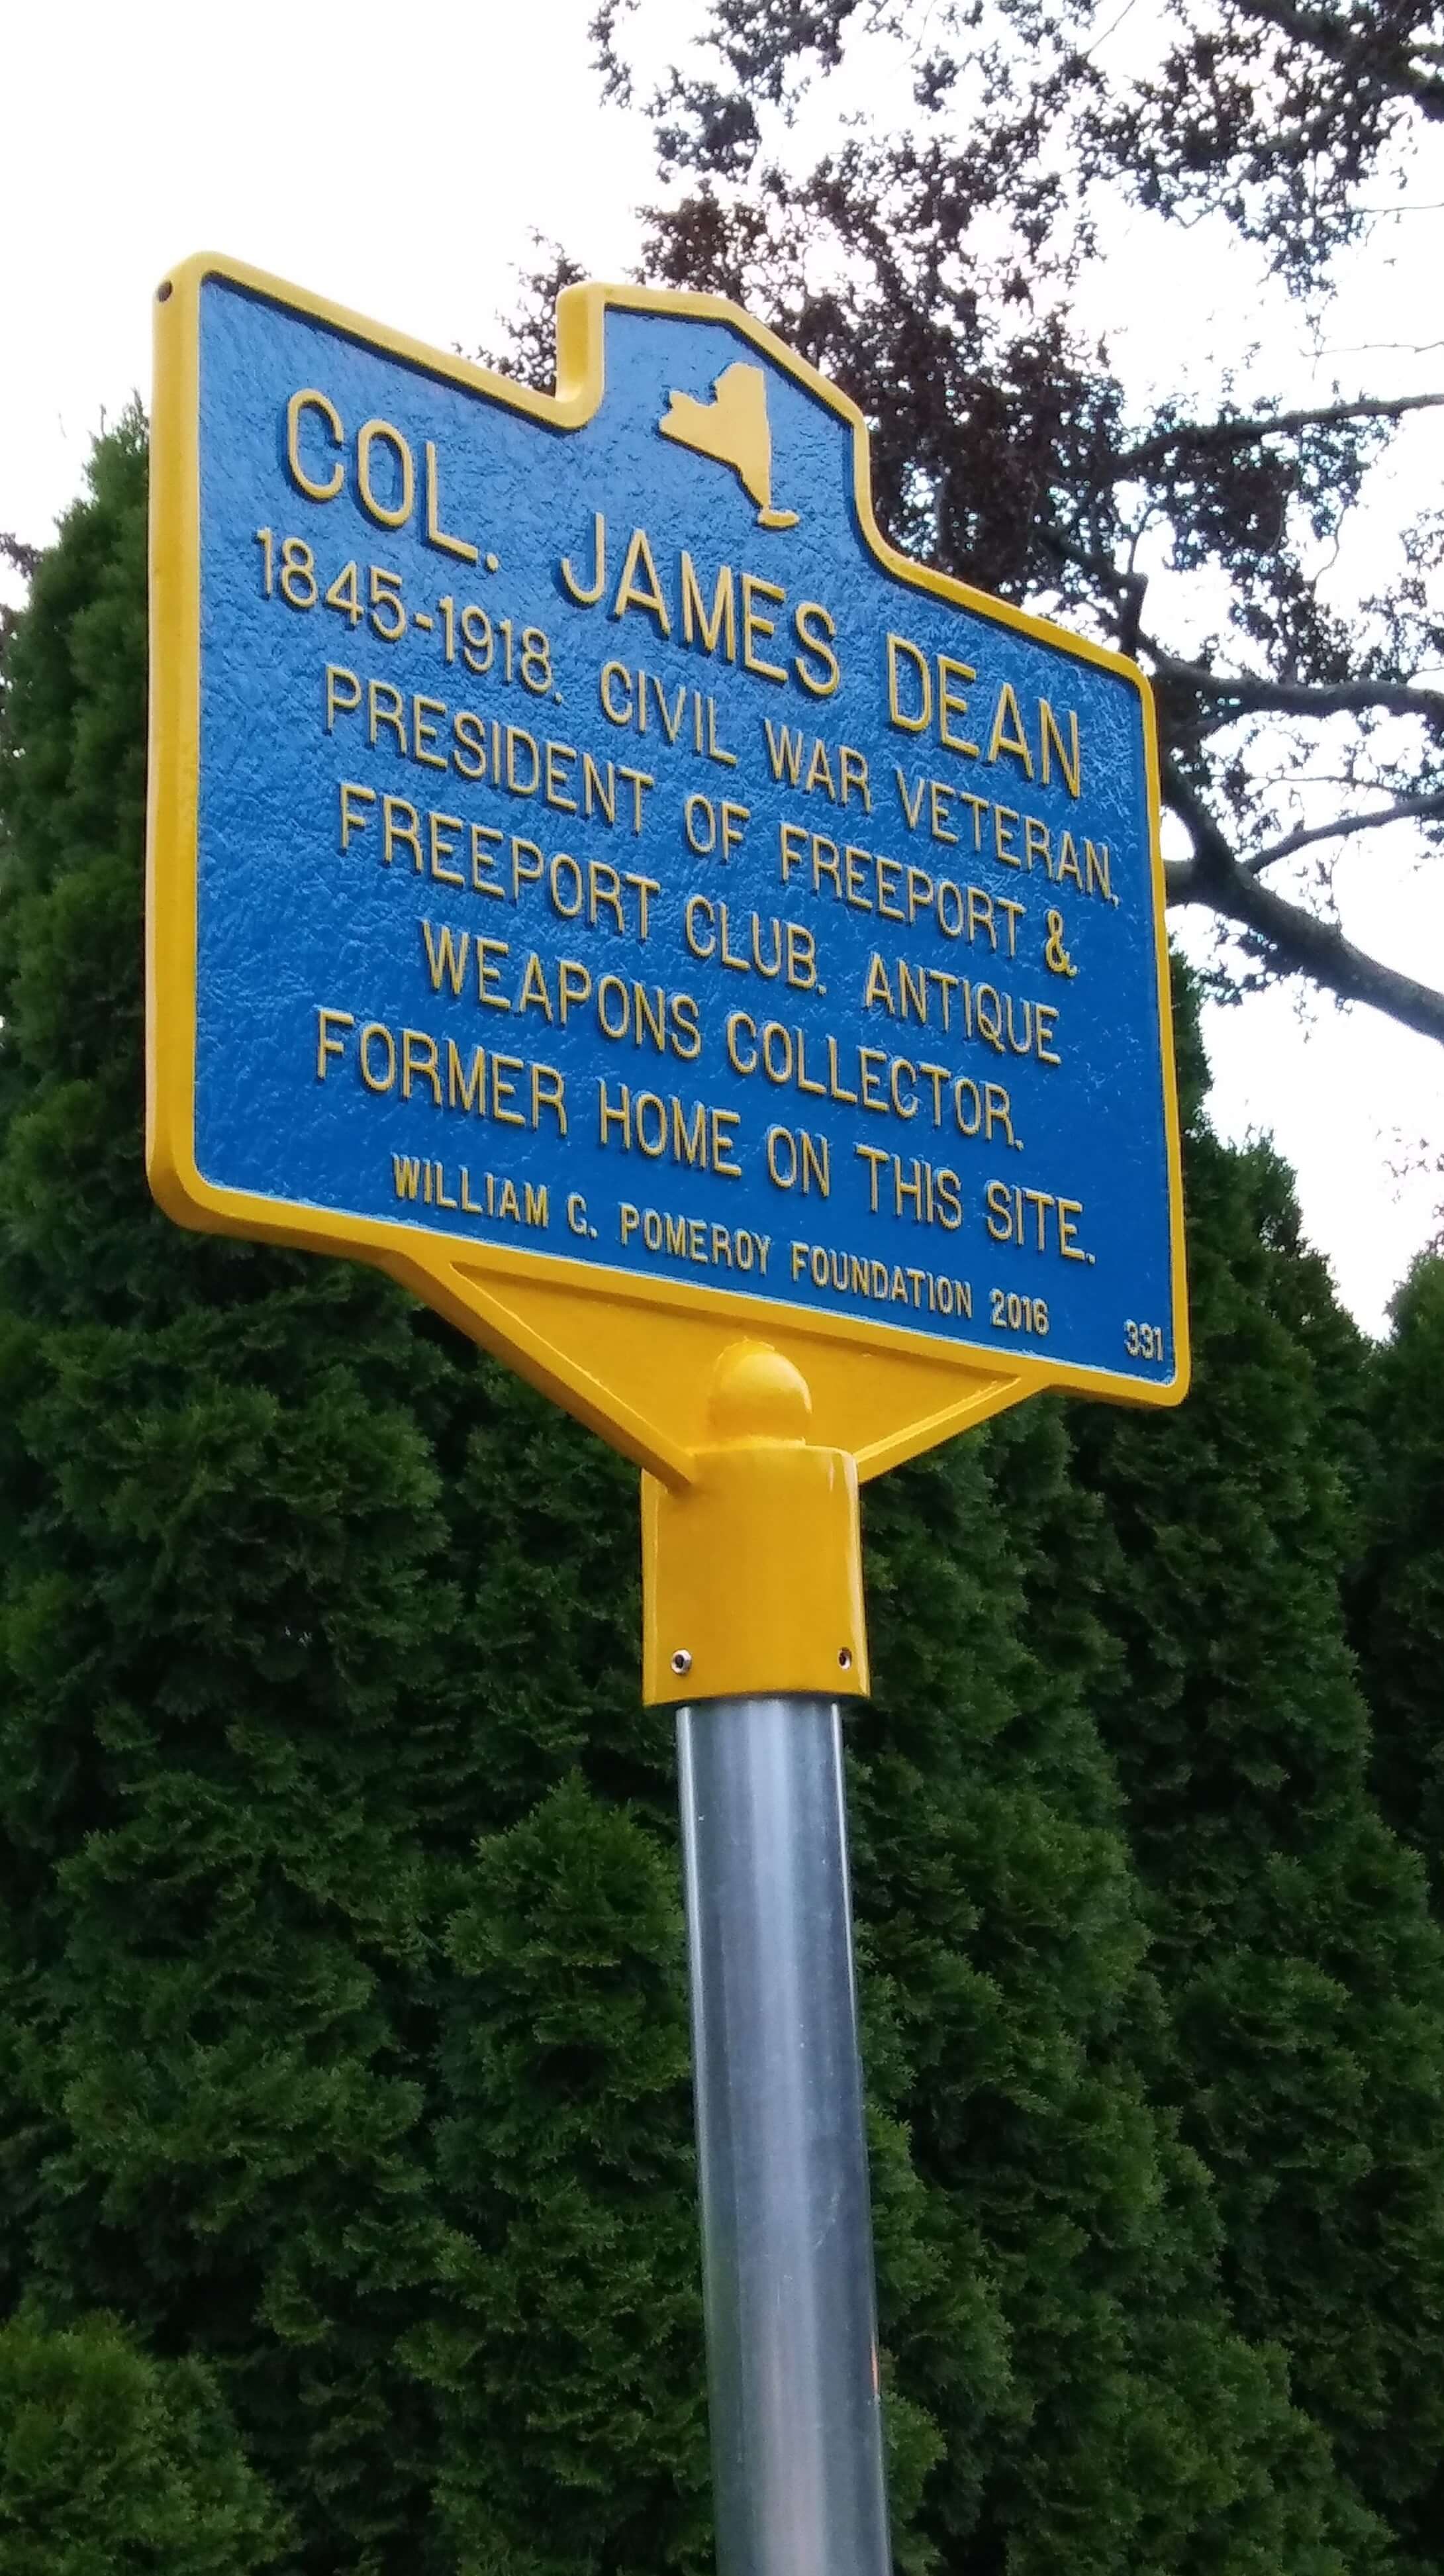 COL. JAMES DEAN
1845-1918. CIVIL WAR VETERAN,
PRESIDENT OF FREEPORT &
FREEPORT CLUB. ANTIQUE
WEAPONS COLLECTOR.
FORMER HOME ON THIS SITE.
WILLIAM G. POMEROY FOUNDATION 2016 331